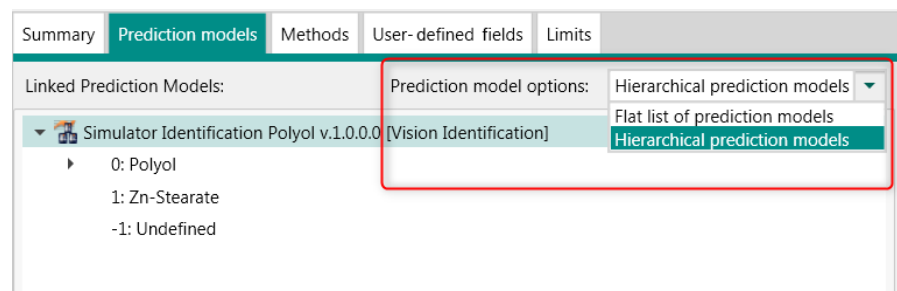 Summary Prediction models Methods User- defined fields Limits
Linked Prediction Models: Prediction model options: Hierarchical prediction models
Flat list of prediction models
Simulator Identification Polyol v.1.0.0.0 [Vision Identification] Hierarchical prediction models
0: Polyol
1: Zn-Stearate
-1: Undefined